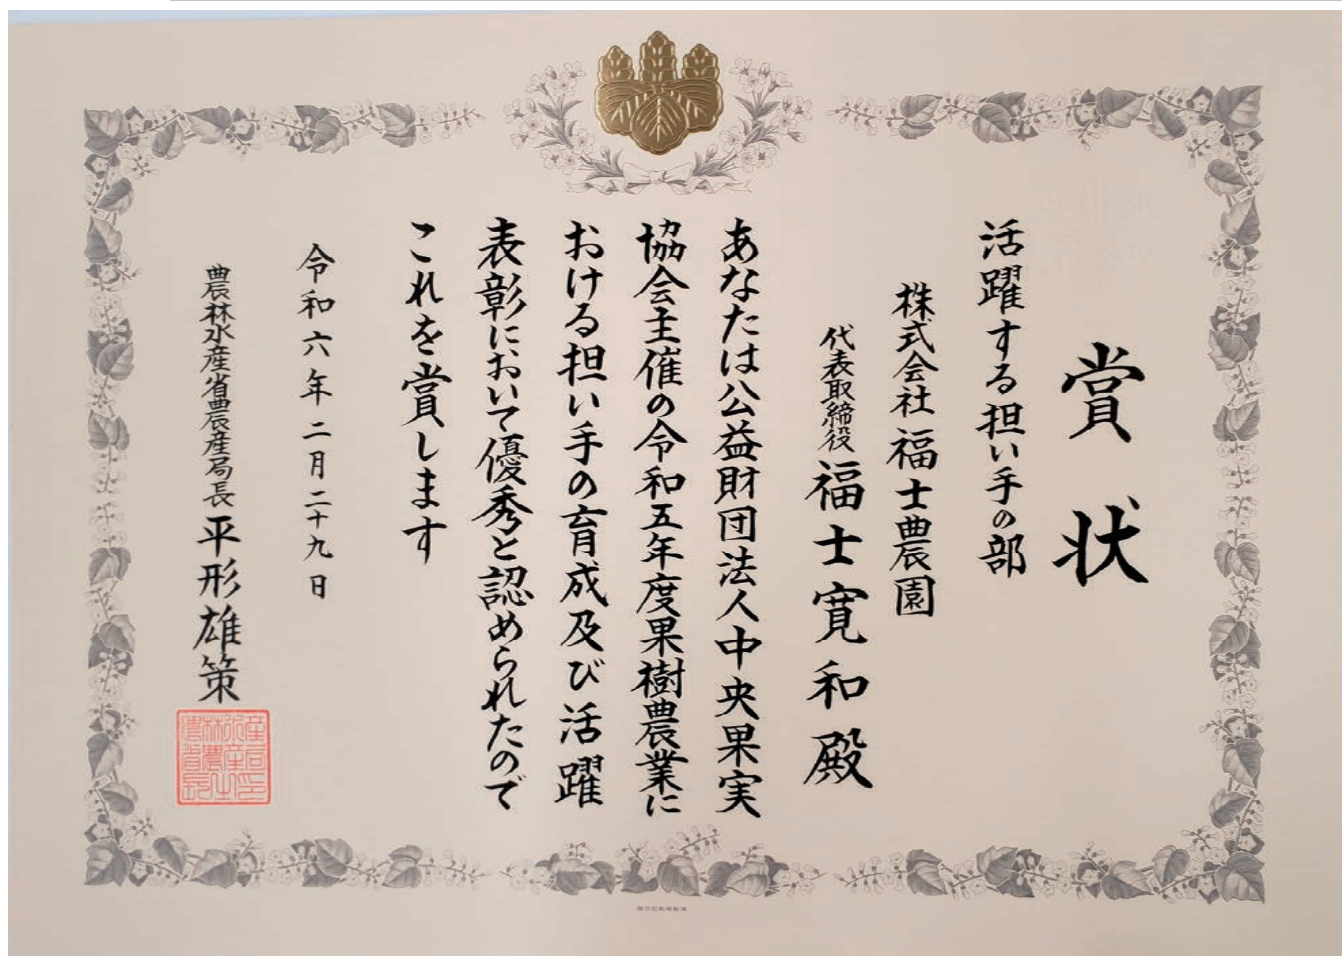 賞状
活躍する担い手の部
株式会社 福士農園
代表取締役 福士寛和殿
あなたは公益財団法人中央果実
協会主催の令和五年度果樹農業に
おける担い手の育成及び活躍
表彰において優秀と認められたので
これを賞します
令和六年二月二十九日
農林水産省農産局長 平形雄策